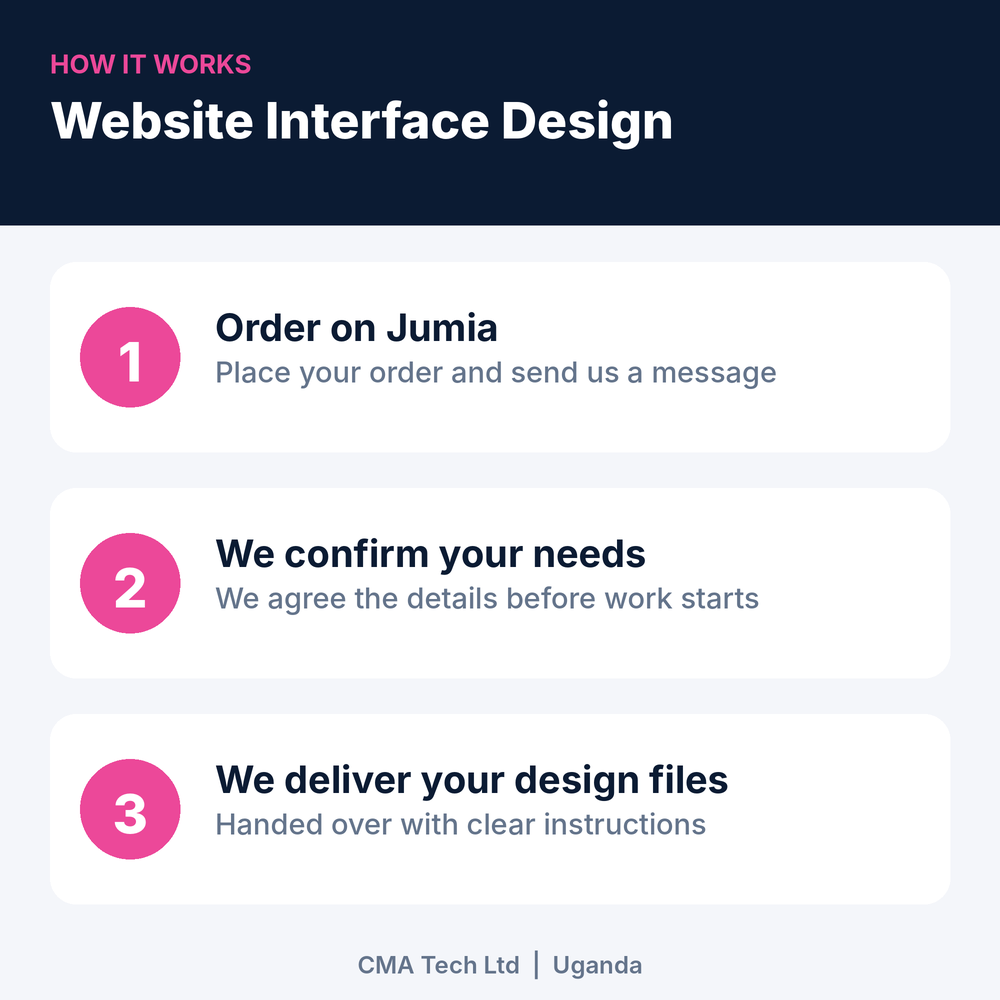 HOW IT WORKS
Website Interface Design
1
Order on Jumia
Place your order and send us a message
2
We confirm your needs
We agree the details before work starts
3
We deliver your design files
Handed over with clear instructions
CMA Tech Ltd | Uganda